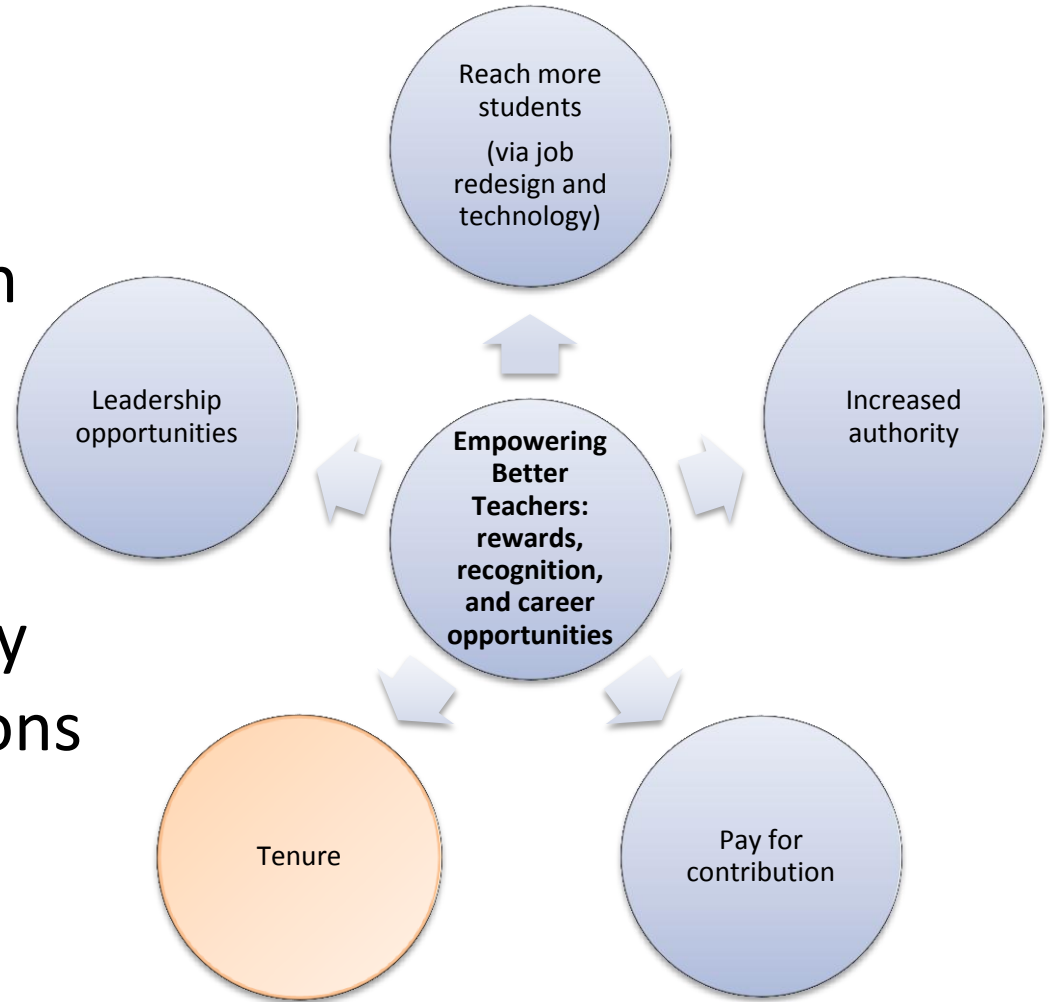 Reach more
students
(via job
redesign and
technology)
Leadership
opportunities
Increased
authority
Empowering
Better
Teachers:
rewards,
recognition,
and career
opportunities
Tenure
Pay for
contribution